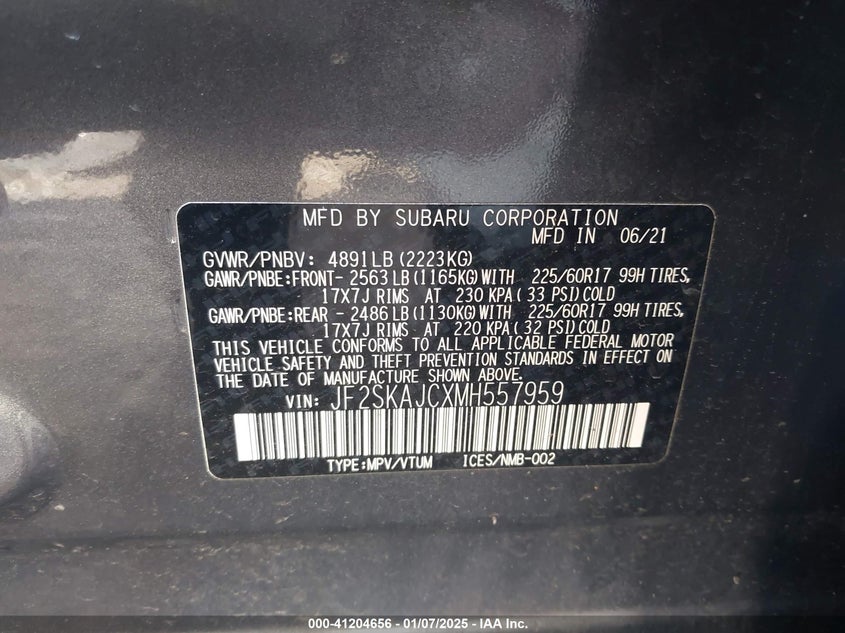 MFD BY SUBARU CORPORATION
MFD IN 06/21
GVWR/PNBV: 4891LB (2223KG)
GAWR/PNBE:FRONT- 2563 LB (1165KG) WITH 225/60R17 99H TIRES,
17X7J RIMS AT 230 KPA ( 33 PSI) COLD
GAWR/PNBE:REAR - 2486 LB (1130KG) WITH 225/60R17 99H TIRES,
17X7J RIMS AT 220 KPA ( 32 PSI) COLD
THIS VEHICLE CONFORMS TO ALL APPLICABLE FEDERAL MOTOR
VEHICLE SAFETY AND THEFT PREVENTION STANDARDS IN EFFECT ON
THE DATE OF MANUFACTURE SHOWN ABOVE.
VIN: JF2SKAJCXMH557959
TYPE:MPV/VTUM ICES/NMB-002
000-41204656 - 01/07/2025 - IAA Inc.